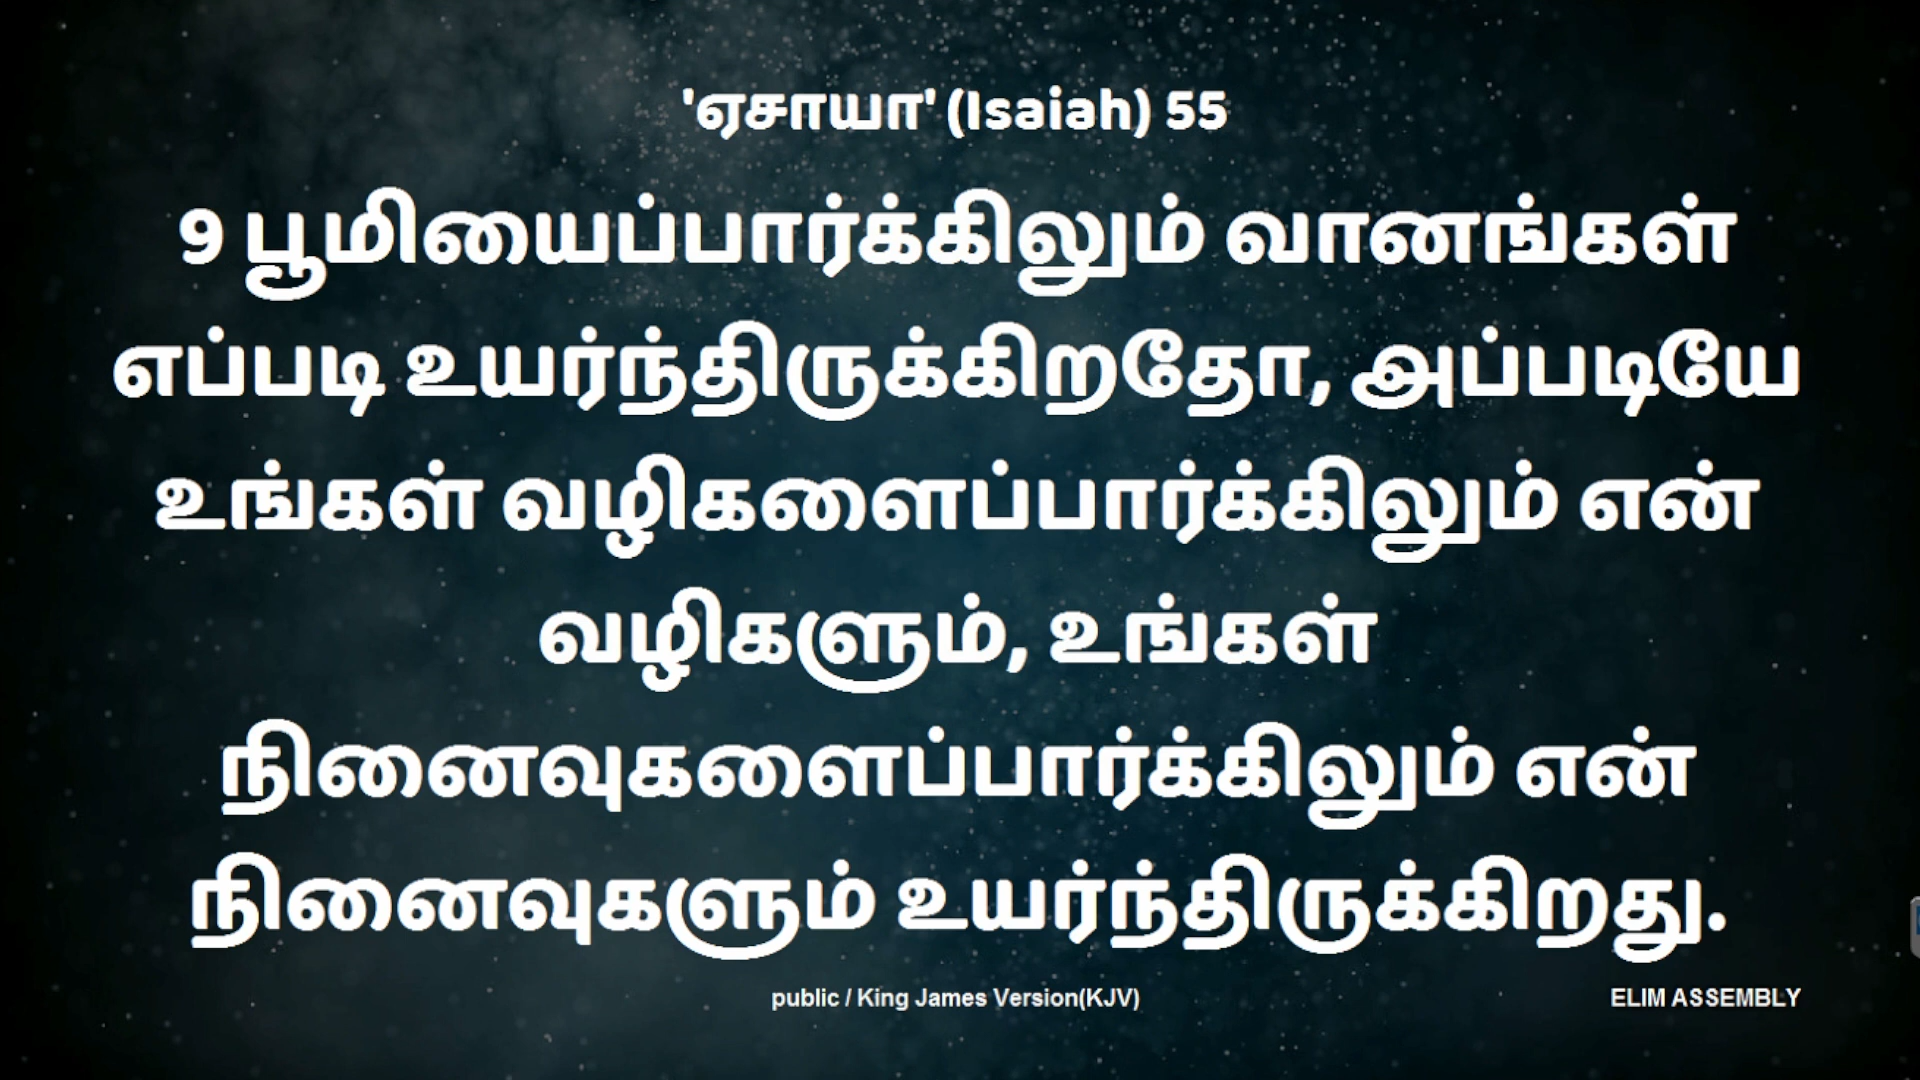 'ஏசாயா' (Isaiah) 55
9 பூமியைப்பார்க்கிலும் வானங்கள்
எப்படி உயர்ந்திருக்கிறதோ, அப்படியே
உங்கள் வழிகளைப்பார்க்கிலும் என்
வழிகளும், உங்கள்
நினைவுகளைப்பார்க்கிலும் என்
நினைவுகளும் உயர்ந்திருக்கிறது.
public / King James Version(KJV)
ELIM ASSEMBLY